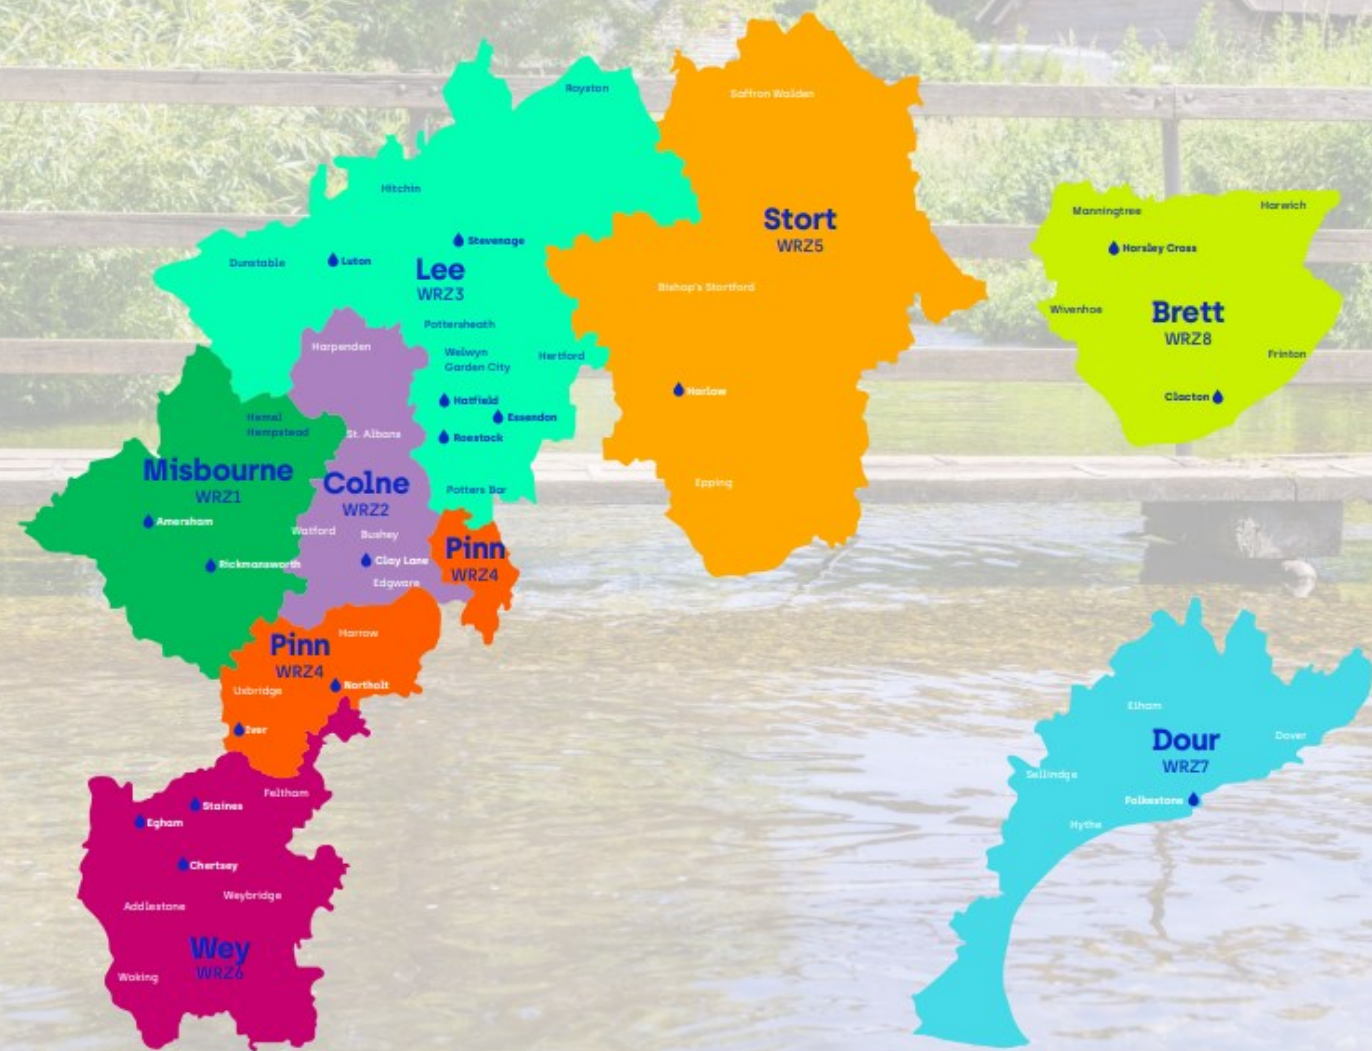 Royston
Saffron Walden
Hitchin
Stevenage
Dunstable
Luton
Lee
WRZ3
Pottersheath
Welwyn
Garden City
Hertford
Hatfield
Essendon
Roestock
Potters Bar
Stort
WRZ5
Bishop's Stortford
Harlow
Epping
Manningtree
Harwich
Horsley Cross
Wivenhoe
Brett
WRZ8
Frinton
Clacton
Harpenden
St. Albans
Colne
WRZ2
Watford
Bushey
Clay Lane
Edgware
Hemel
Hempstead
Misbourne
WRZ1
Amersham
Rickmansworth
Pinn
WRZ4
Pinn
WRZ4
Harrow
Uxbridge
Northolt
Iver
Feltham
Staines
Egham
Chertsey
Weybridge
Addlestone
Wey
WRZ6
Woking
Elham
Dour
WRZ7
Dover
Sellindge
Folkestone
Hythe